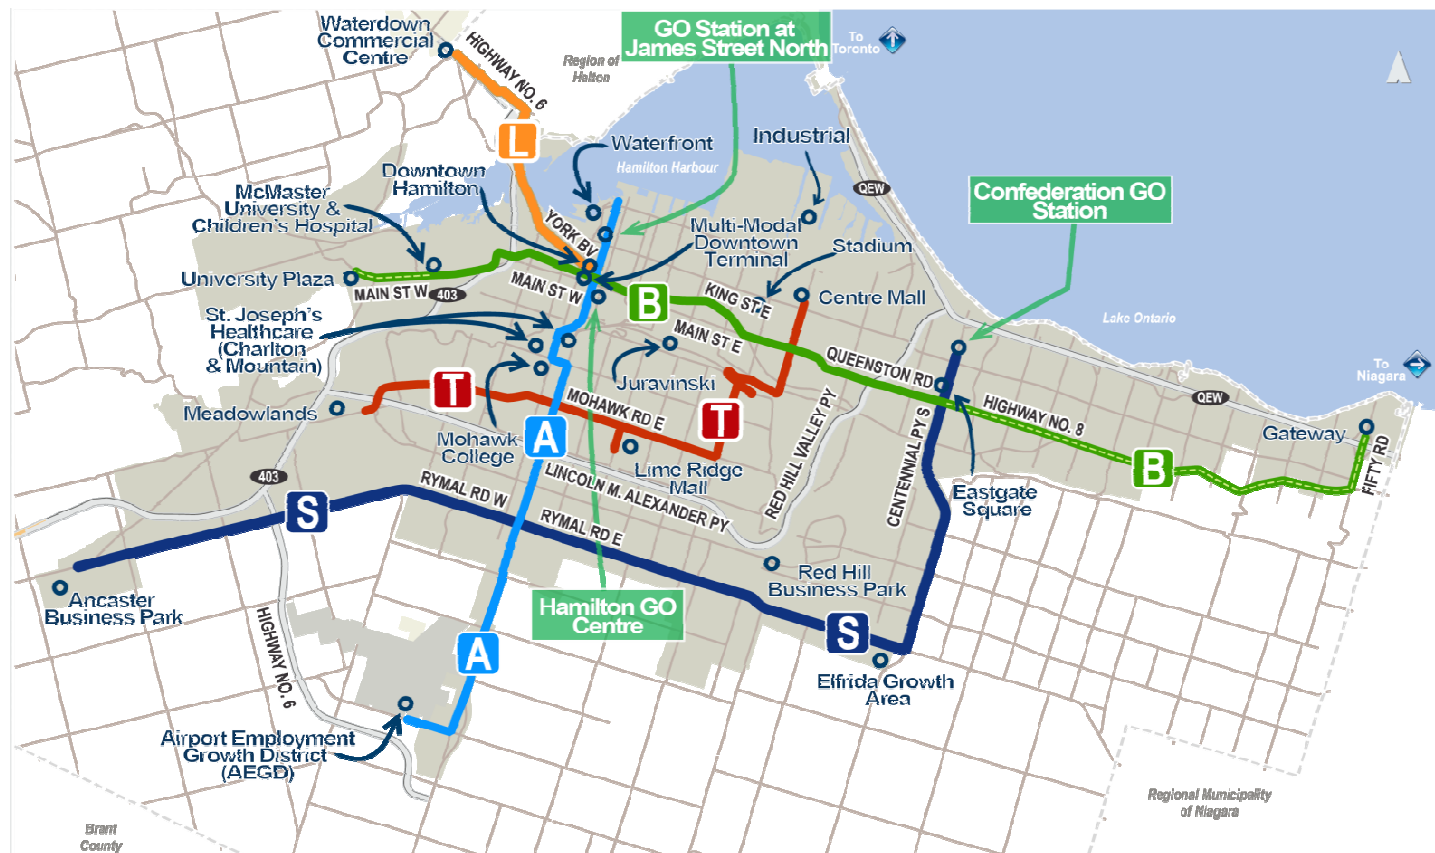 Waterdown
Commercial
Centre
HIGHWAY NO. 6
Region of
Halton
GO Station at
James Street North
To
Toronto
L
Waterfront
Industrial
Hamilton Harbour
Downtown
Hamilton
McMaster
University &
Children's Hospital
QEW
Confederation GO
Station
YORK BV
Multi-Modal
Downtown
Terminal
Stadium
University Plaza
MAIN ST W
403
MAIN ST W
B
KING ST E
Centre Mall
Lake Ontario
St. Joseph's
Healthcare
(Charlton
& Mountain)
MAIN ST E
QUEENSTON RD
To
Niagara
Juravinski
T
Meadowlands
MOHAWK RD E
T
RED HILL VALLEY PY
CENTENNIAL PY S
HIGHWAY NO. 8
QEW
Gateway
Mohawk
College
A
Lime Ridge
Mall
B
FIFTY RD
403
LINCOLN M. ALEXANDER PY
Eastgate
Square
S
RYMAL RD W
RYMAL RD E
Red Hill
Business Park
Ancaster
Business Park
Hamilton GO
Centre
HIGHWAY NO. 6
A
S
Elfrida Growth
Area
Airport Employment
Growth District
(AEGD)
Regional Municipality
of Niagara
Brant
County